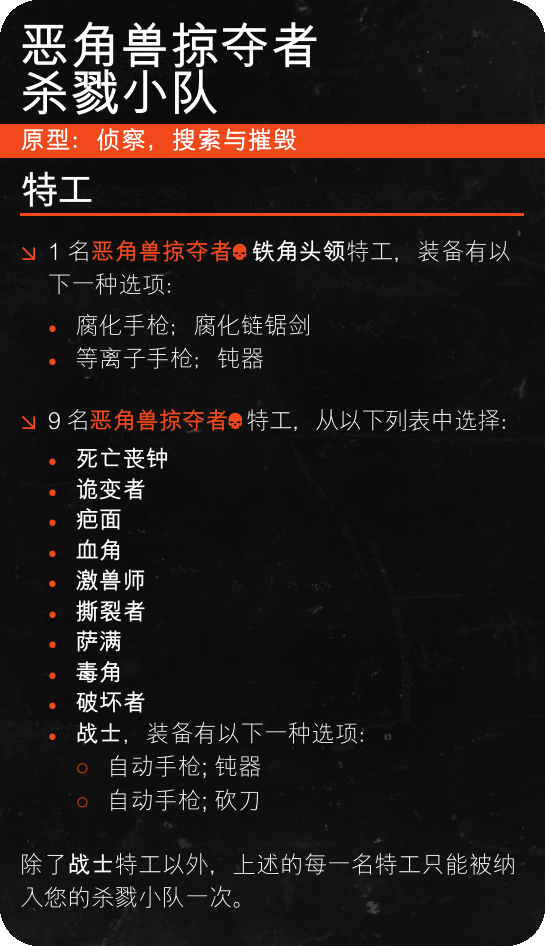 恶角兽掠夺者
杀戮小队
原型：侦察，搜索与摧毁
特工
1 名恶角兽掠夺者 铁角头领特工，装备有以
下一种选项：
腐化手枪；腐化链锯剑
等离子手枪；钝器
9 名恶角兽掠夺者 特工，从以下列表中选择：
死亡丧钟
诡变者
疤面
血角
激兽师
撕裂者
萨满
毒角
破坏者
战士，装备有以下一种选项：
自动手枪; 钝器
自动手枪; 砍刀
除了战士特工以外，上述的每一名特工只能被纳
入您的杀戮小队一次。